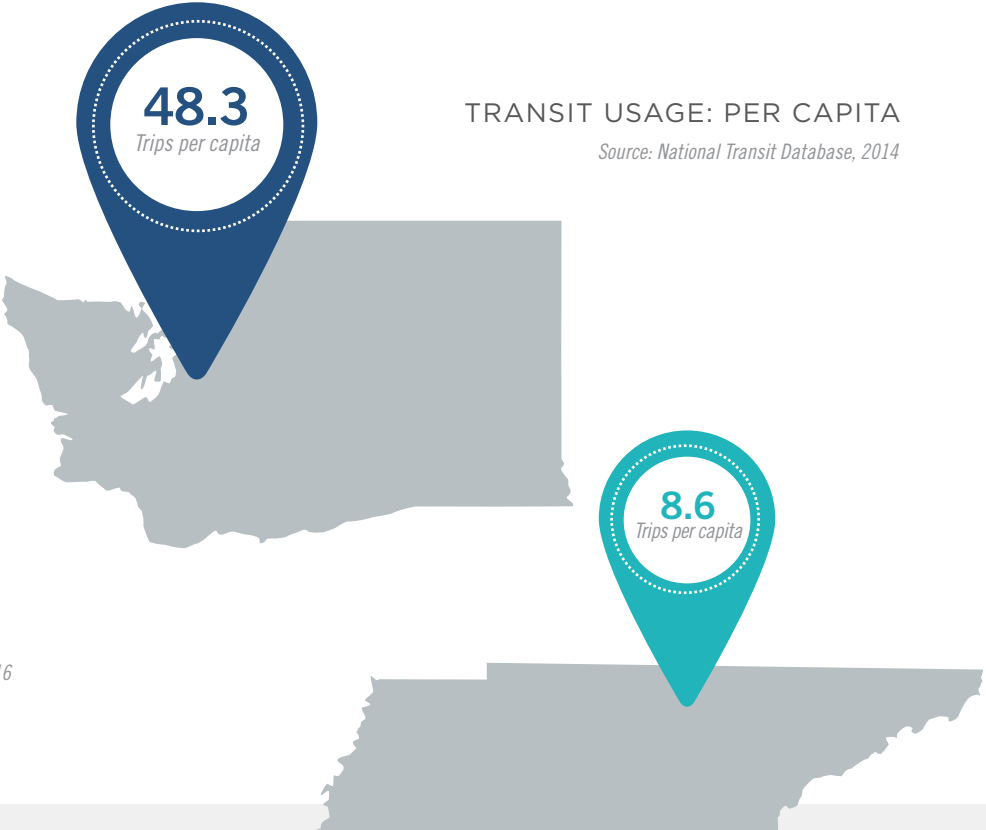 48.3
Trips per capita
TRANSIT USAGE: PER CAPITA
Source: National Transit Database, 2014
8.6
Trips per capita